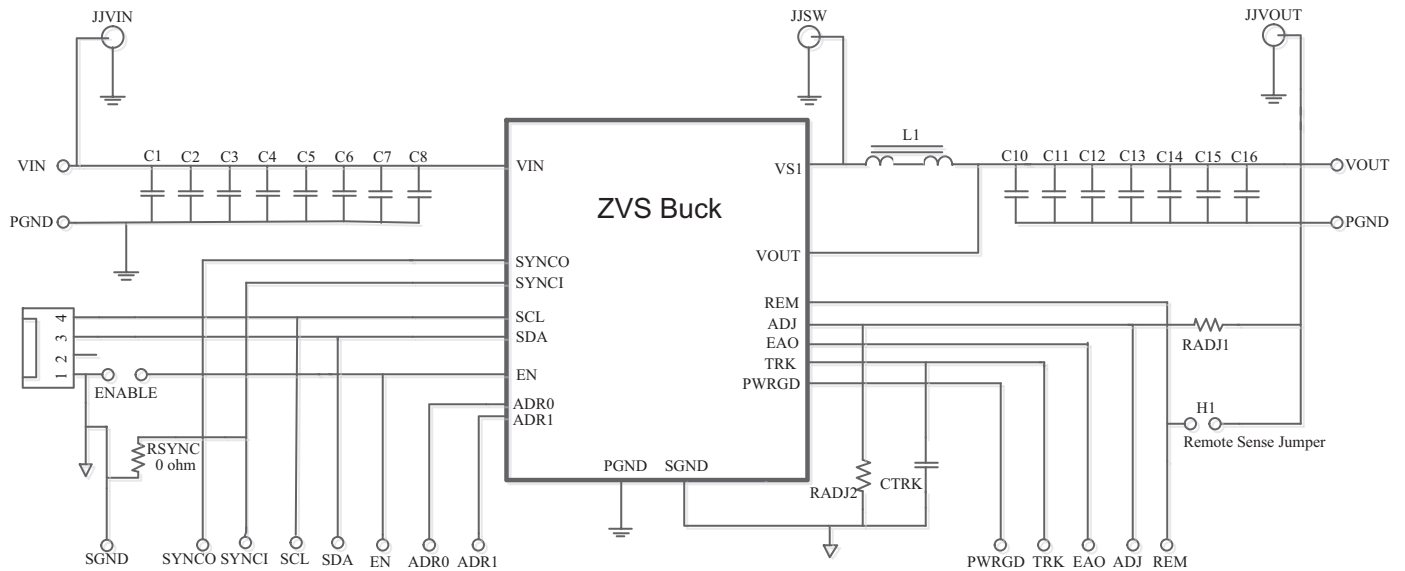 JJVIN
JJSW
JJVOUT
L1
C1 C2 C3 C4 C5 C6 C7 C8
C10 C11 C12 C13 C14 C15 C16
VIN
VIN
VS1
VOUT
PGND
PGND
ZVS Buck
VOUT
SYNCO
SYNCI
SCL
SDA
EN
ADR0
ADR1
REM
ADJ
EAO
TRK
PWRGD
4
3
2
1
ENABLE
RADJ1
H1
Remote Sense Jumper
RSYNC
0 ohm
PGND SGND
RADJ2
CTRK
SGND SYNCO SYNCI SCL SDA EN ADR0 ADR1
PWRGD TRK EAO ADJ REM